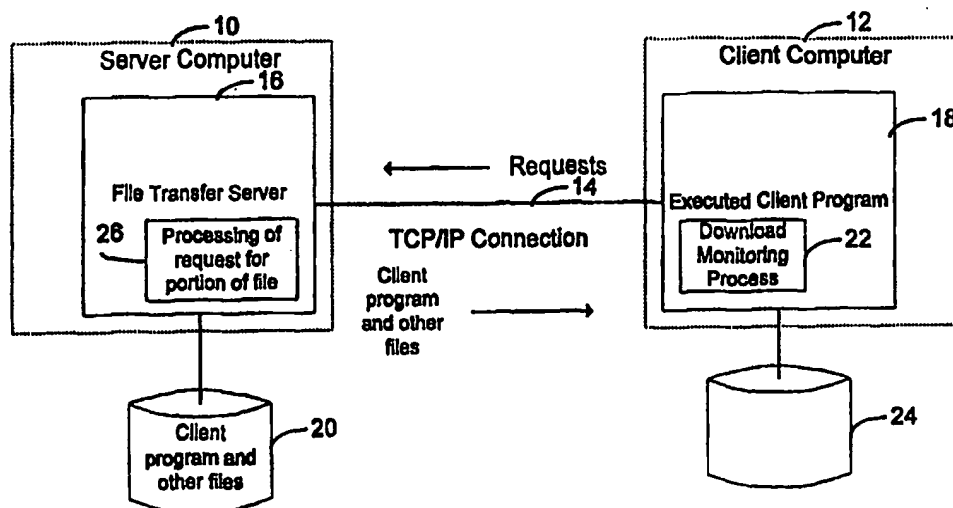 10
Server Computer
16
File Transfer Server
26
Processing of
request for
portion of file
Requests
14
TCP/IP Connection
Client
program
and other
files
12
Client Computer
18
Executed Client Program
Download
Monitoring
Process
22
Client
program and
other files
20
24